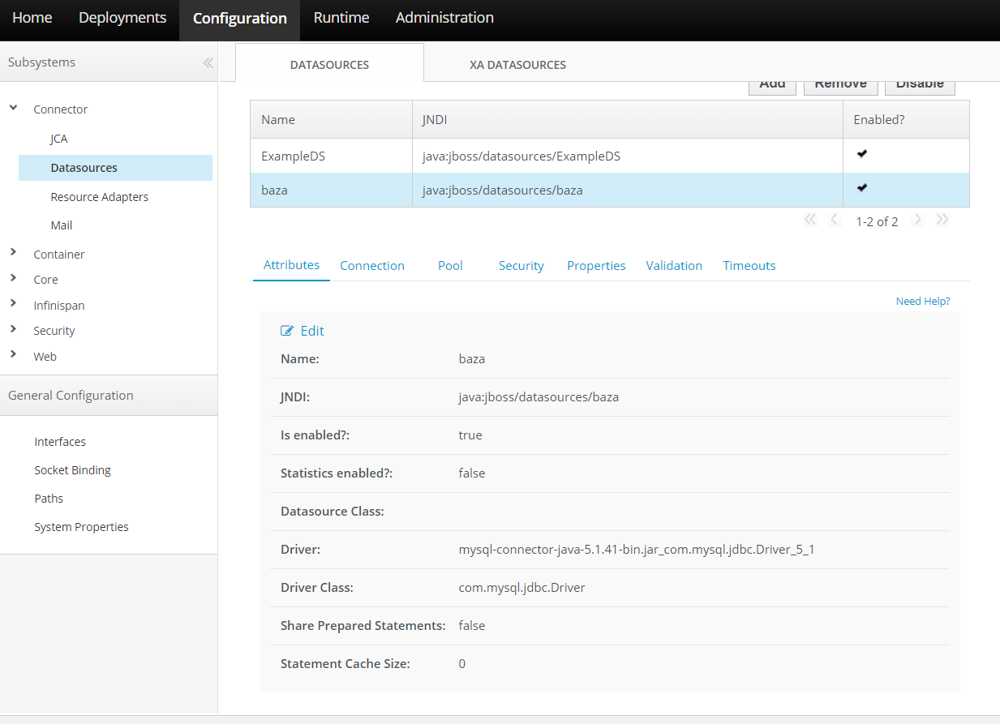 Home Deployments Configuration Runtime Administration
Subsystems
Connector
JCA
Datasources
Resource Adapters
Mail
Container
Core
Infinispan
Security
Web
General Configuration
Interfaces
Socket Binding
Paths
System Properties
DATASOURCES XA DATASOURCES
Add Remove Disable
Name JNDI Enabled?
ExampleDS java:jboss/datasources/ExampleDS
baza java:jboss/datasources/baza
1-2 of 2
Attributes Connection Pool Security Properties Validation Timeouts
Need Help?
Edit
Name: baza
JNDI: java:jboss/datasources/baza
Is enabled?: true
Statistics enabled?: false
Datasource Class:
Driver: mysql-connector-java-5.1.41-bin.jar_com.mysql.jdbc.Driver_5_1
Driver Class: com.mysql.jdbc.Driver
Share Prepared Statements: false
Statement Cache Size: 0